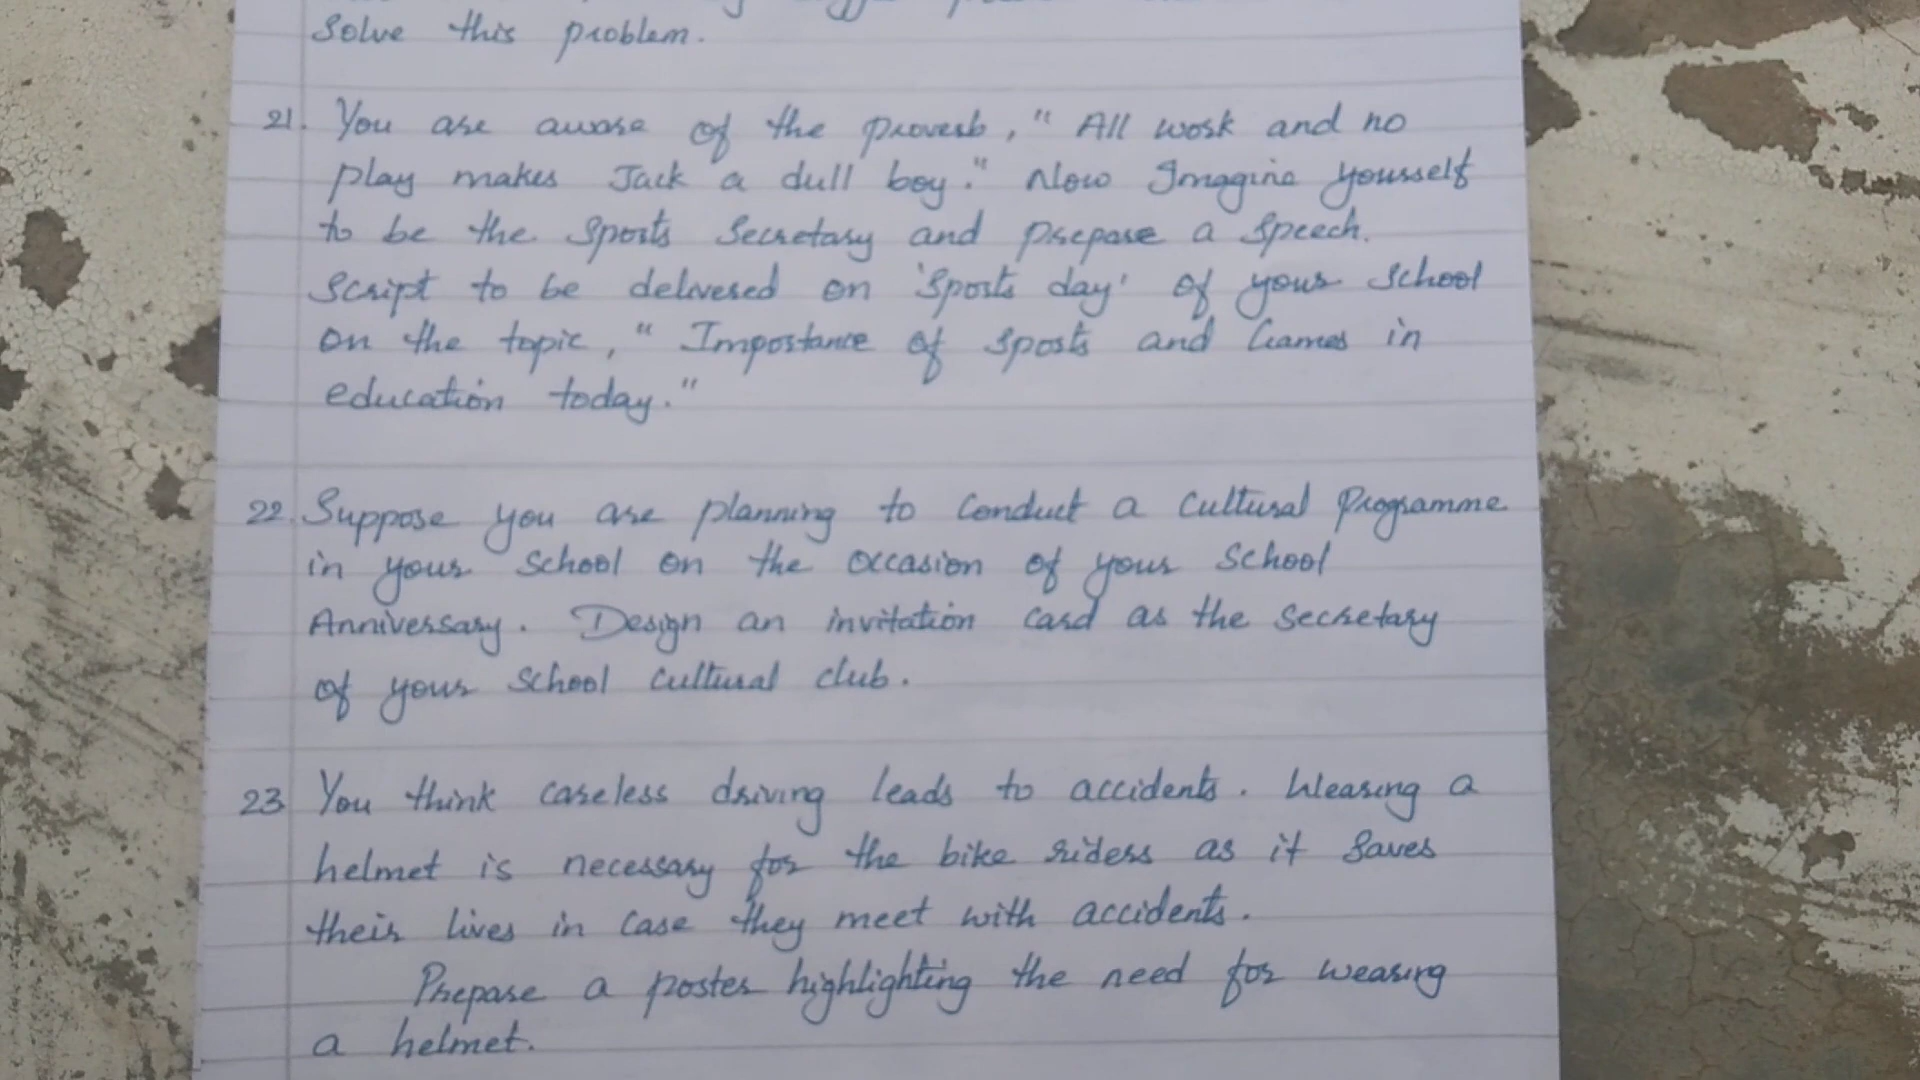 solve this problem.
21. You are aware of the proverb, " All work and no
play makes Jack a dull boy." Now Imagine yourself
to be the sports secretary and prepare a speech.
script to be delivered on 'sports day' of your school
on the topic, " Importance of sports and Games in
education today."
22. Suppose you are planning to conduct a cultural programme
in your school on the occasion of your school
Anniversary. Design an invitation card as the secretary
of your school cultural club.
23 You think careless driving leads to accidents. Wearing a
helmet is necessary for the bike riders as it saves
their lives in case they meet with accidents.
Prepare a poster highlighting the need for wearing
a helmet.